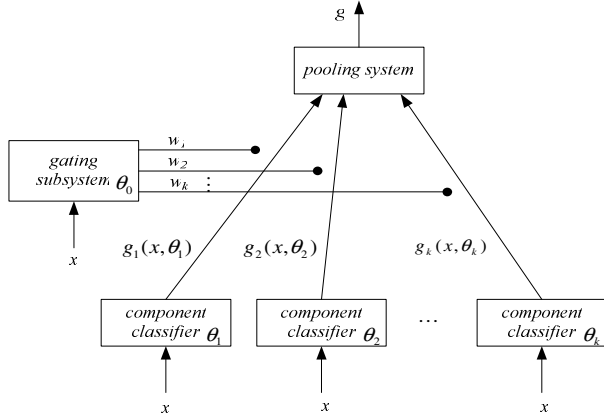 g
pooling system
w₁
gating
subsystem θ₀
w₂
wₖ ⋮
x
g₁(x,θ₁)
g₂(x,θ₂)
gₖ(x,θₖ)
component
classifier θ₁
component
classifier θ₂
...
component
classifier θₖ
x
x
x